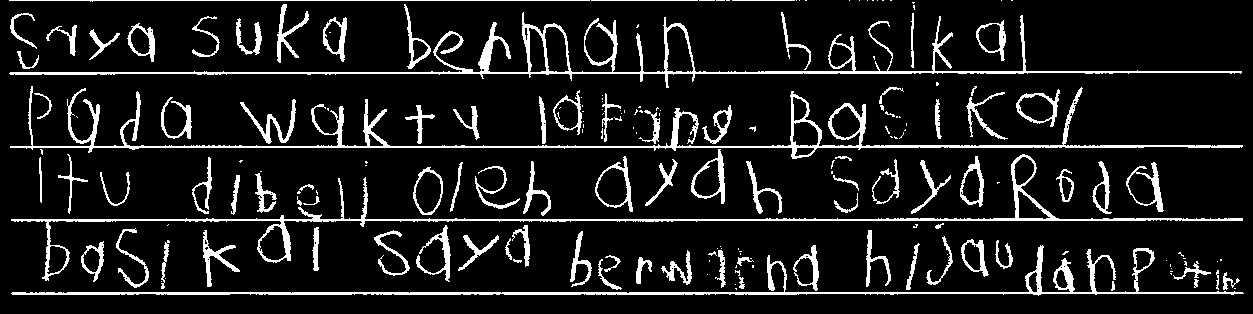 Saya suka bermain basikal
Pada waktu latang. Basikal
itu dibeli oleh ayah Saya. Roda
basikal saya berwarna hijau dan Putih